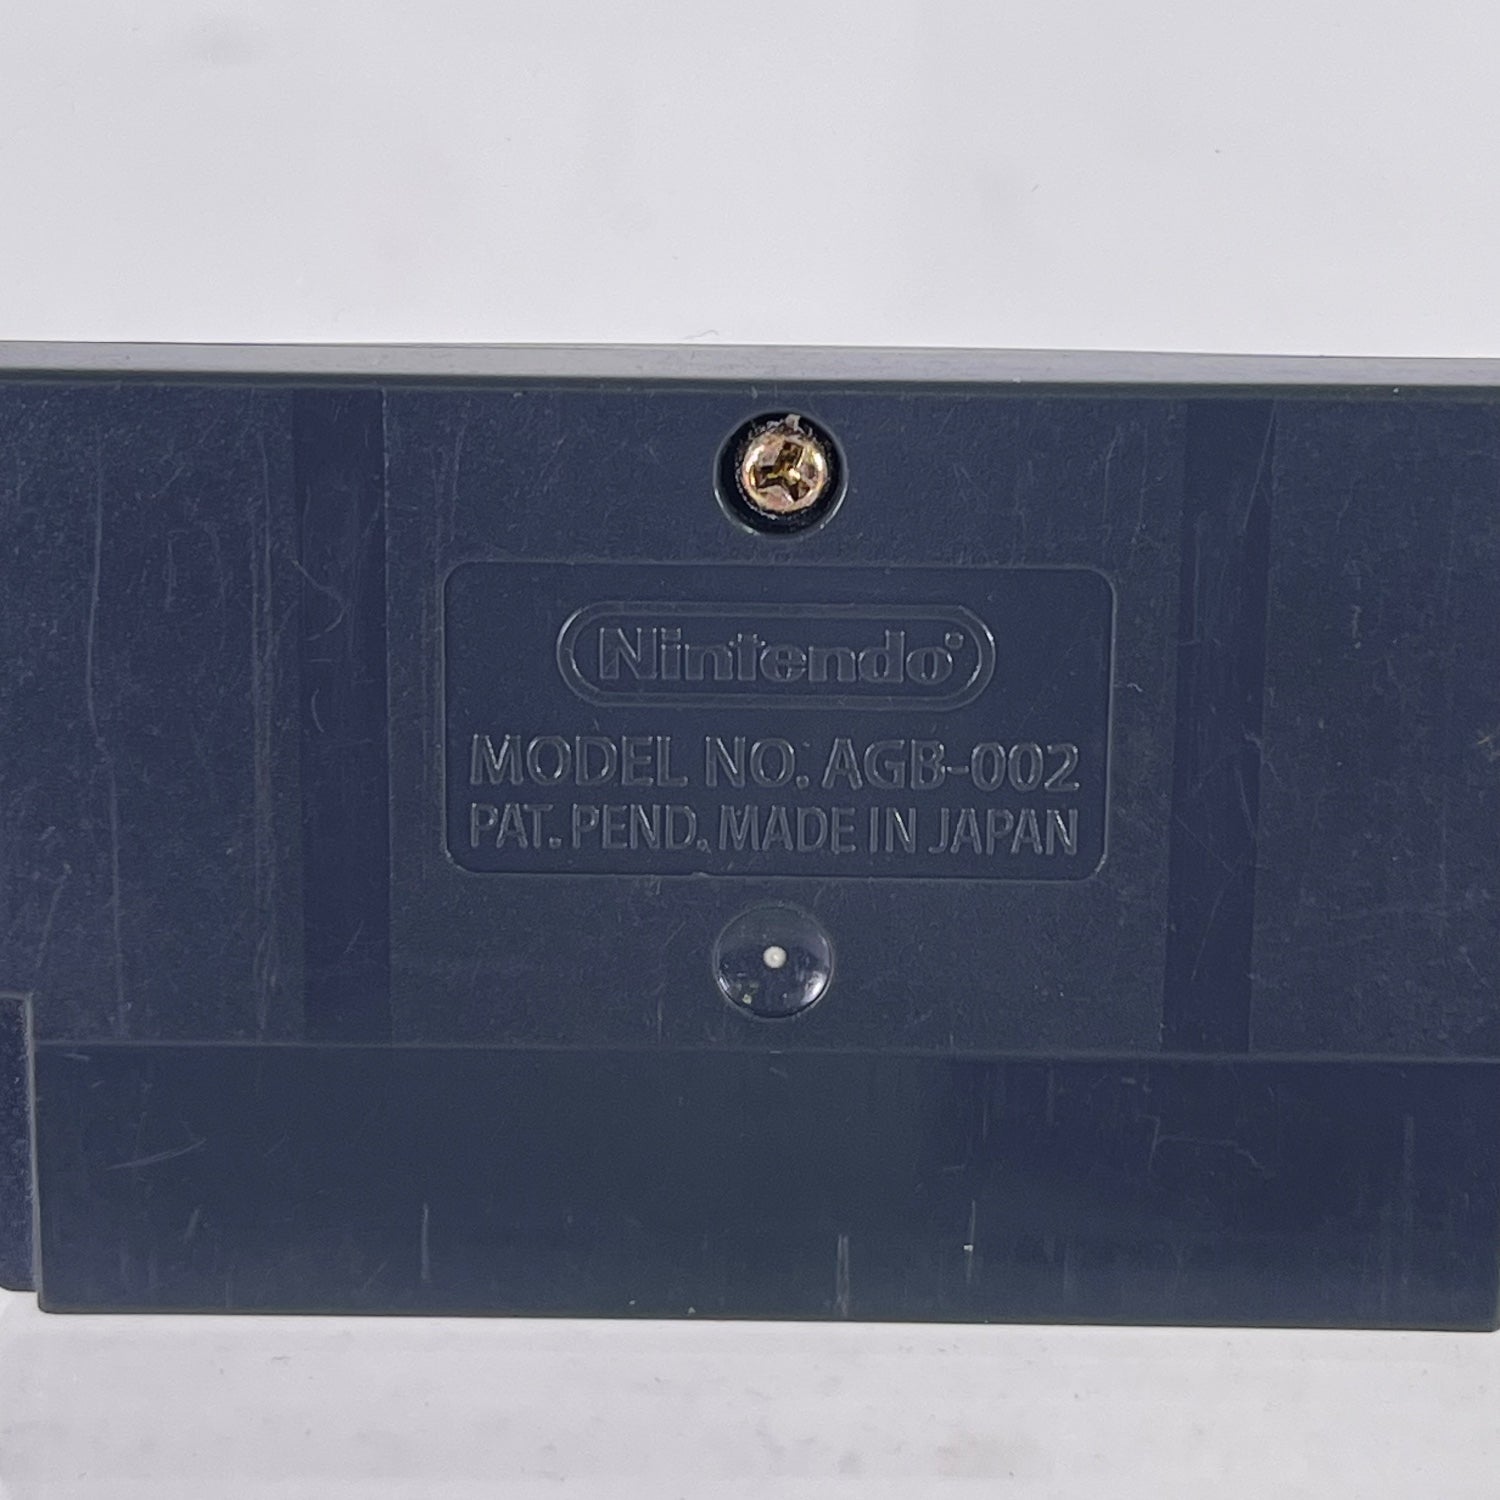 Nintendo®
MODEL NO. AGB-002
PAT. PEND. MADE IN JAPAN